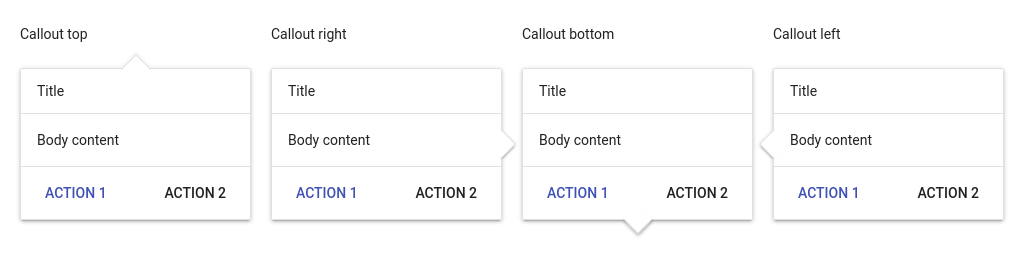 Callout top
Title
Body content
ACTION 1 ACTION 2
Callout right
Title
Body content
ACTION 1 ACTION 2
Callout bottom
Title
Body content
ACTION 1 ACTION 2
Callout left
Title
Body content
ACTION 1 ACTION 2